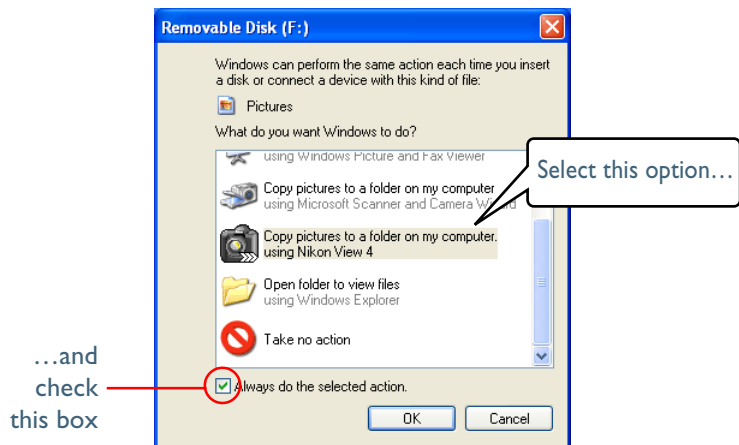 Removable Disk (F:)
Windows can perform the same action each time you insert
a disk or connect a device with this kind of file:
Pictures
What do you want Windows to do?
using Windows Picture and Fax Viewer
Select this option…
Copy pictures to a folder on my computer
using Microsoft Scanner and Camera Wizard
Copy pictures to a folder on my computer.
using Nikon View 4
Open folder to view files
using Windows Explorer
Take no action
…and
check
this box
Always do the selected action.
OK
Cancel